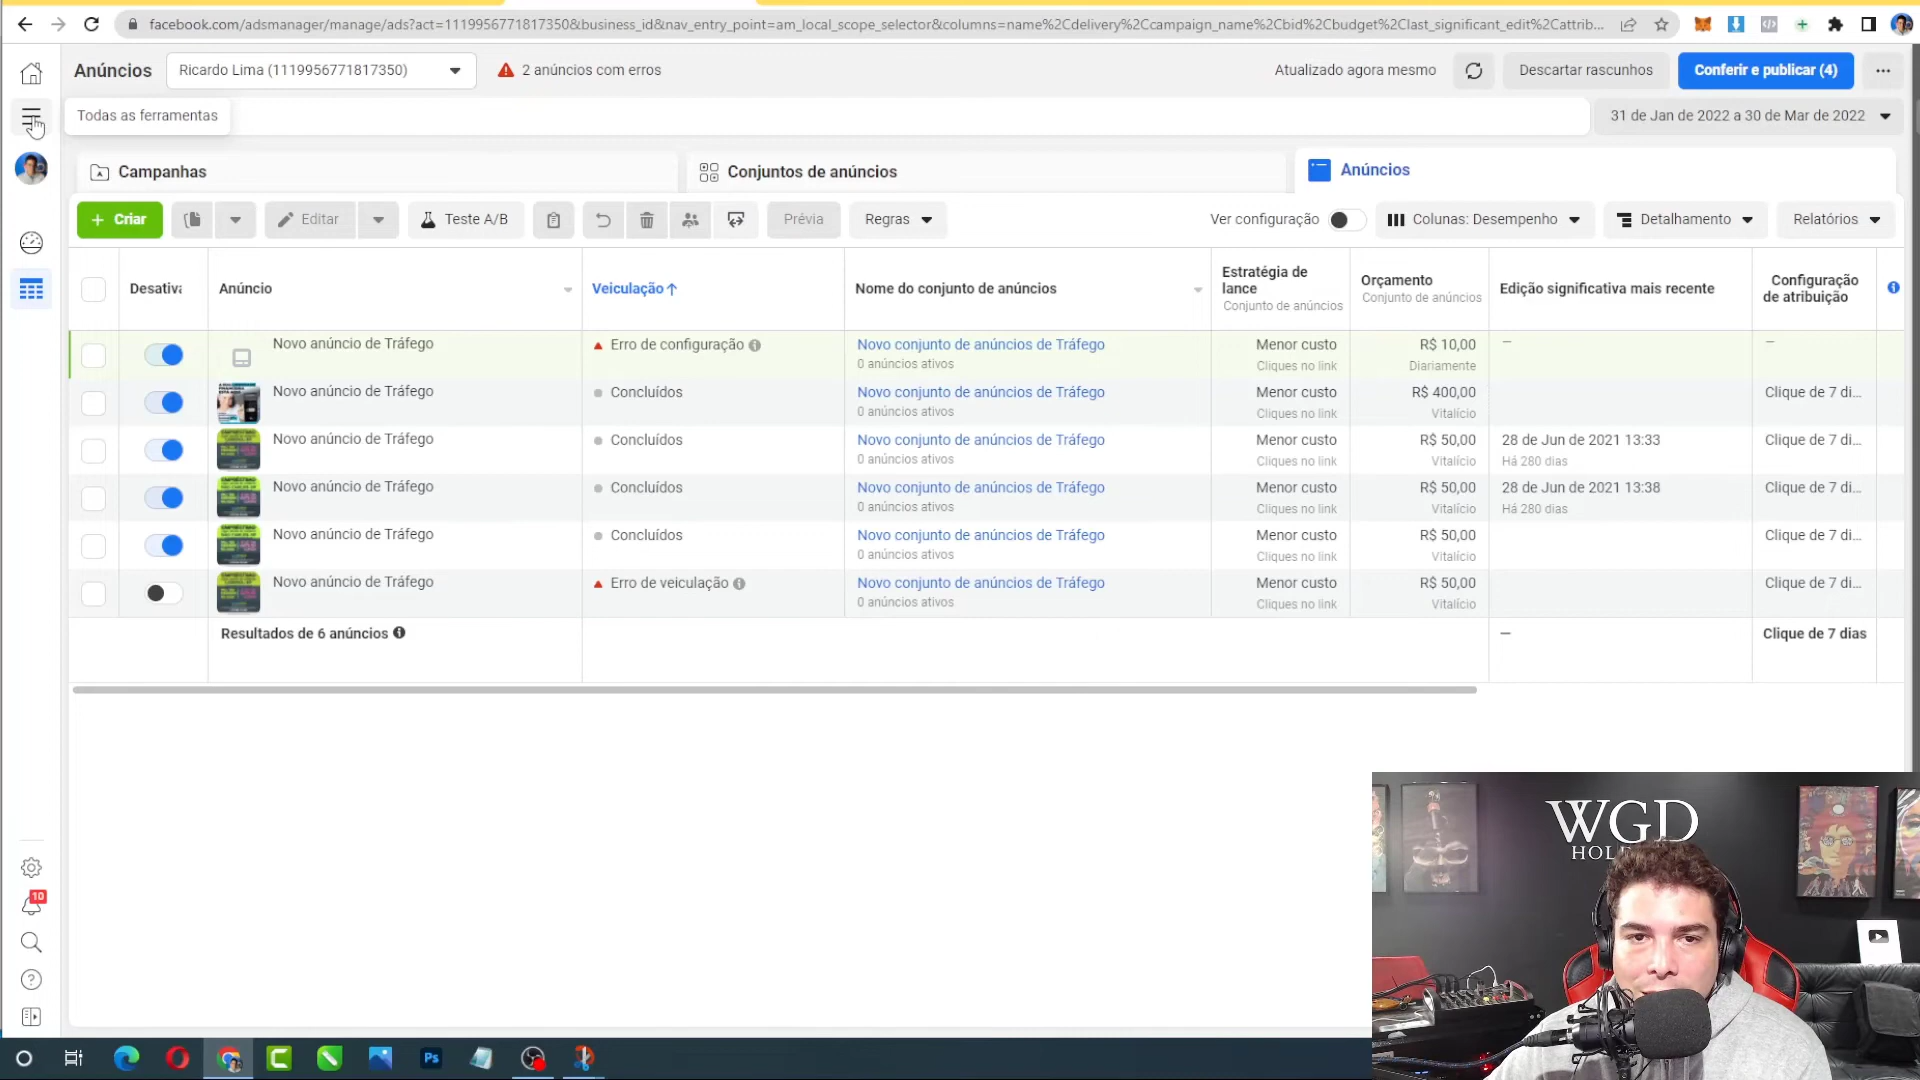 facebook.com/adsmanager/manage/ads?act=1119956771817350&business_id&nav_entry_point=am_local_scope_selector&columns=name%2Cdelivery%2Ccampaign_name%2Cbid%2Cbudget%2Clast_significant_edit%2Cattrib...
Anúncios
Ricardo Lima (1119956771817350)
2 anúncios com erros
Atualizado agora mesmo
Descartar rascunhos
Conferir e publicar (4)
Todas as ferramentas
31 de Jan de 2022 a 30 de Mar de 2022
Campanhas
Conjuntos de anúncios
Anúncios
+ Criar
Editar
Teste A/B
Prévia
Regras
Ver configuração
Colunas: Desempenho
Detalhamento
Relatórios
Desativa
Anúncio
Veiculação↑
Nome do conjunto de anúncios
Estratégia de
lance
Conjunto de anúncios
Orçamento
Conjunto de anúncios
Edição significativa mais recente
Configuração
de atribuição
Novo anúncio de Tráfego
Erro de configuração
Novo conjunto de anúncios de Tráfego
0 anúncios ativos
Menor custo
Cliques no link
R$ 10,00
Diariamente
—
—
Novo anúncio de Tráfego
Concluídos
Novo conjunto de anúncios de Tráfego
0 anúncios ativos
Menor custo
Cliques no link
R$ 400,00
Vitalício
Clique de 7 di...
Novo anúncio de Tráfego
Concluídos
Novo conjunto de anúncios de Tráfego
0 anúncios ativos
Menor custo
Cliques no link
R$ 50,00
Vitalício
28 de Jun de 2021 13:33
Há 280 dias
Clique de 7 di...
Novo anúncio de Tráfego
Concluídos
Novo conjunto de anúncios de Tráfego
0 anúncios ativos
Menor custo
Cliques no link
R$ 50,00
Vitalício
28 de Jun de 2021 13:38
Há 280 dias
Clique de 7 di...
Novo anúncio de Tráfego
Concluídos
Novo conjunto de anúncios de Tráfego
0 anúncios ativos
Menor custo
Cliques no link
R$ 50,00
Vitalício
Clique de 7 di...
Novo anúncio de Tráfego
Erro de veiculação
Novo conjunto de anúncios de Tráfego
0 anúncios ativos
Menor custo
Cliques no link
R$ 50,00
Vitalício
Clique de 7 di...
Resultados de 6 anúncios
—
Clique de 7 dias
10
WGD
HOL
Ps